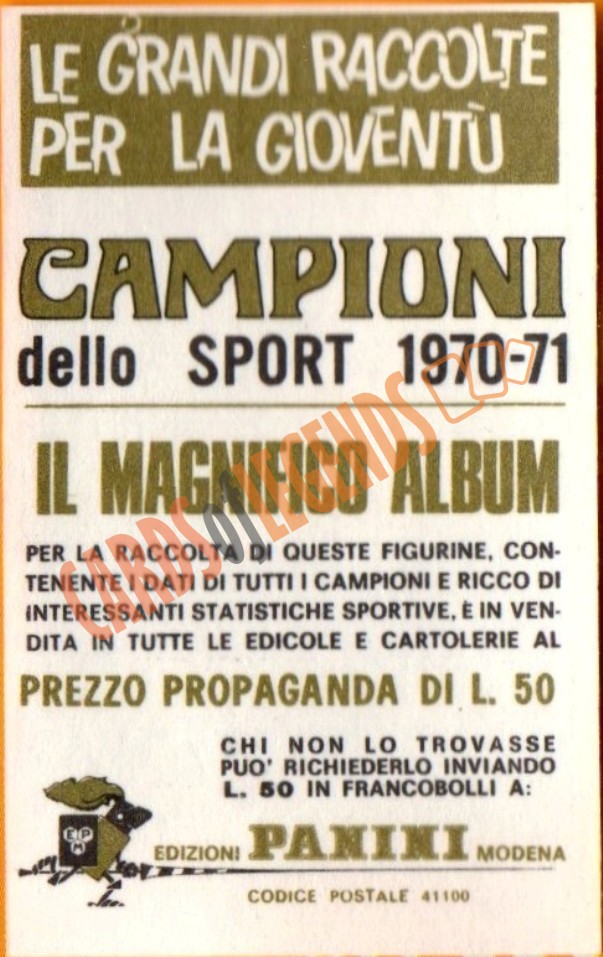 LE GRANDI RACCOLTE
PER LA GIOVENTÙ
CAMPIONI
dello SPORT 1970-71
IL MAGNIFICO ALBUM
PER LA RACCOLTA DI QUESTE FIGURINE, CON-
TENENTE I DATI DI TUTTI I CAMPIONI E RICCO DI
INTERESSANTI STATISTICHE SPORTIVE, È IN VEN-
DITA IN TUTTE LE EDICOLE E CARTOLERIE AL
PREZZO PROPAGANDA DI L. 50
CHI NON LO TROVASSE
PUO' RICHIEDERLO INVIANDO
L. 50 IN FRANCOBOLLI A:
EPM
EDIZIONI PANINI MODENA
CODICE POSTALE 41100
CARDS of LEGENDS